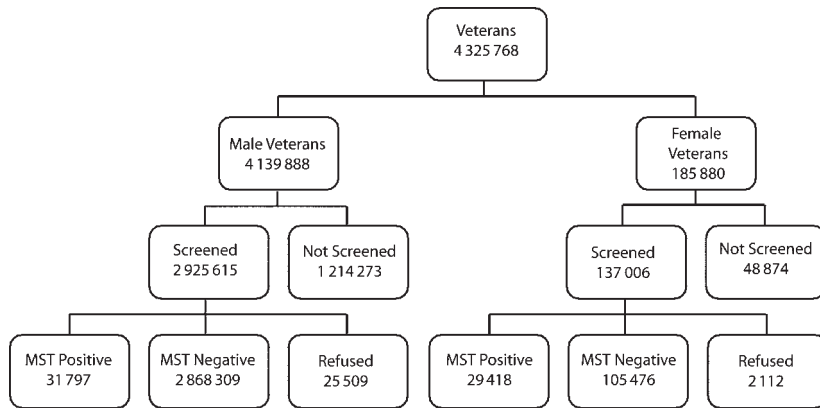 Veterans
4 325 768
Male Veterans
4 139 888
Female
Veterans
185 880
Screened
2 925 615
Not Screened
1 214 273
Screened
137 006
Not Screened
48 874
MST Positive
31 797
MST Negative
2 868 309
Refused
25 509
MST Positive
29 418
MST Negative
105 476
Refused
2 112